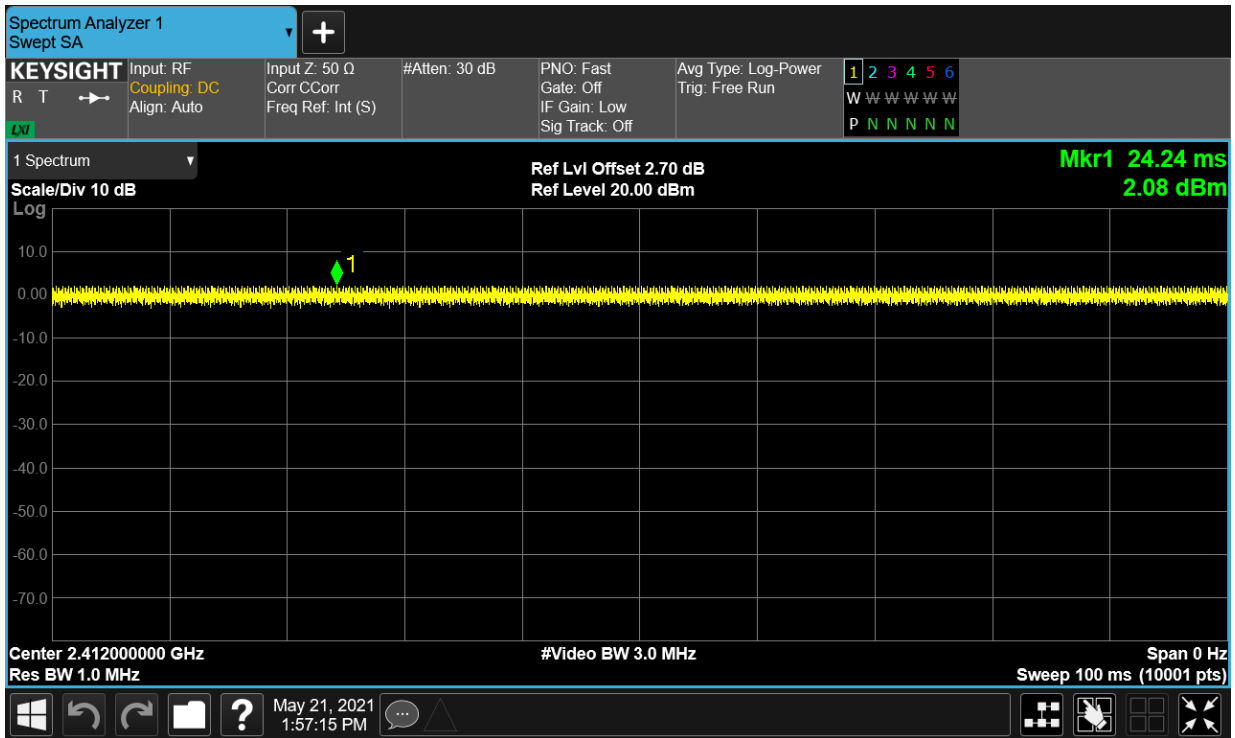 Spectrum Analyzer 1
Swept SA
KEYSIGHT
R T
LXI
Input: RF
Coupling: DC
Align: Auto
Input Z: 50 Ω
Corr CCorr
Freq Ref: Int (S)
#Atten: 30 dB
PNO: Fast
Gate: Off
IF Gain: Low
Sig Track: Off
Avg Type: Log-Power
Trig: Free Run
1 2 3 4 5 6
W W W W W W
P N N N N N
1 Spectrum
Scale/Div 10 dB
Log
Ref Lvl Offset 2.70 dB
Ref Level 20.00 dBm
Mkr1 24.24 ms
2.08 dBm
10.0
1
0.00
-10.0
-20.0
-30.0
-40.0
-50.0
-60.0
-70.0
Center 2.412000000 GHz
Res BW 1.0 MHz
#Video BW 3.0 MHz
Span 0 Hz
Sweep 100 ms (10001 pts)
?
May 21, 2021
1:57:15 PM